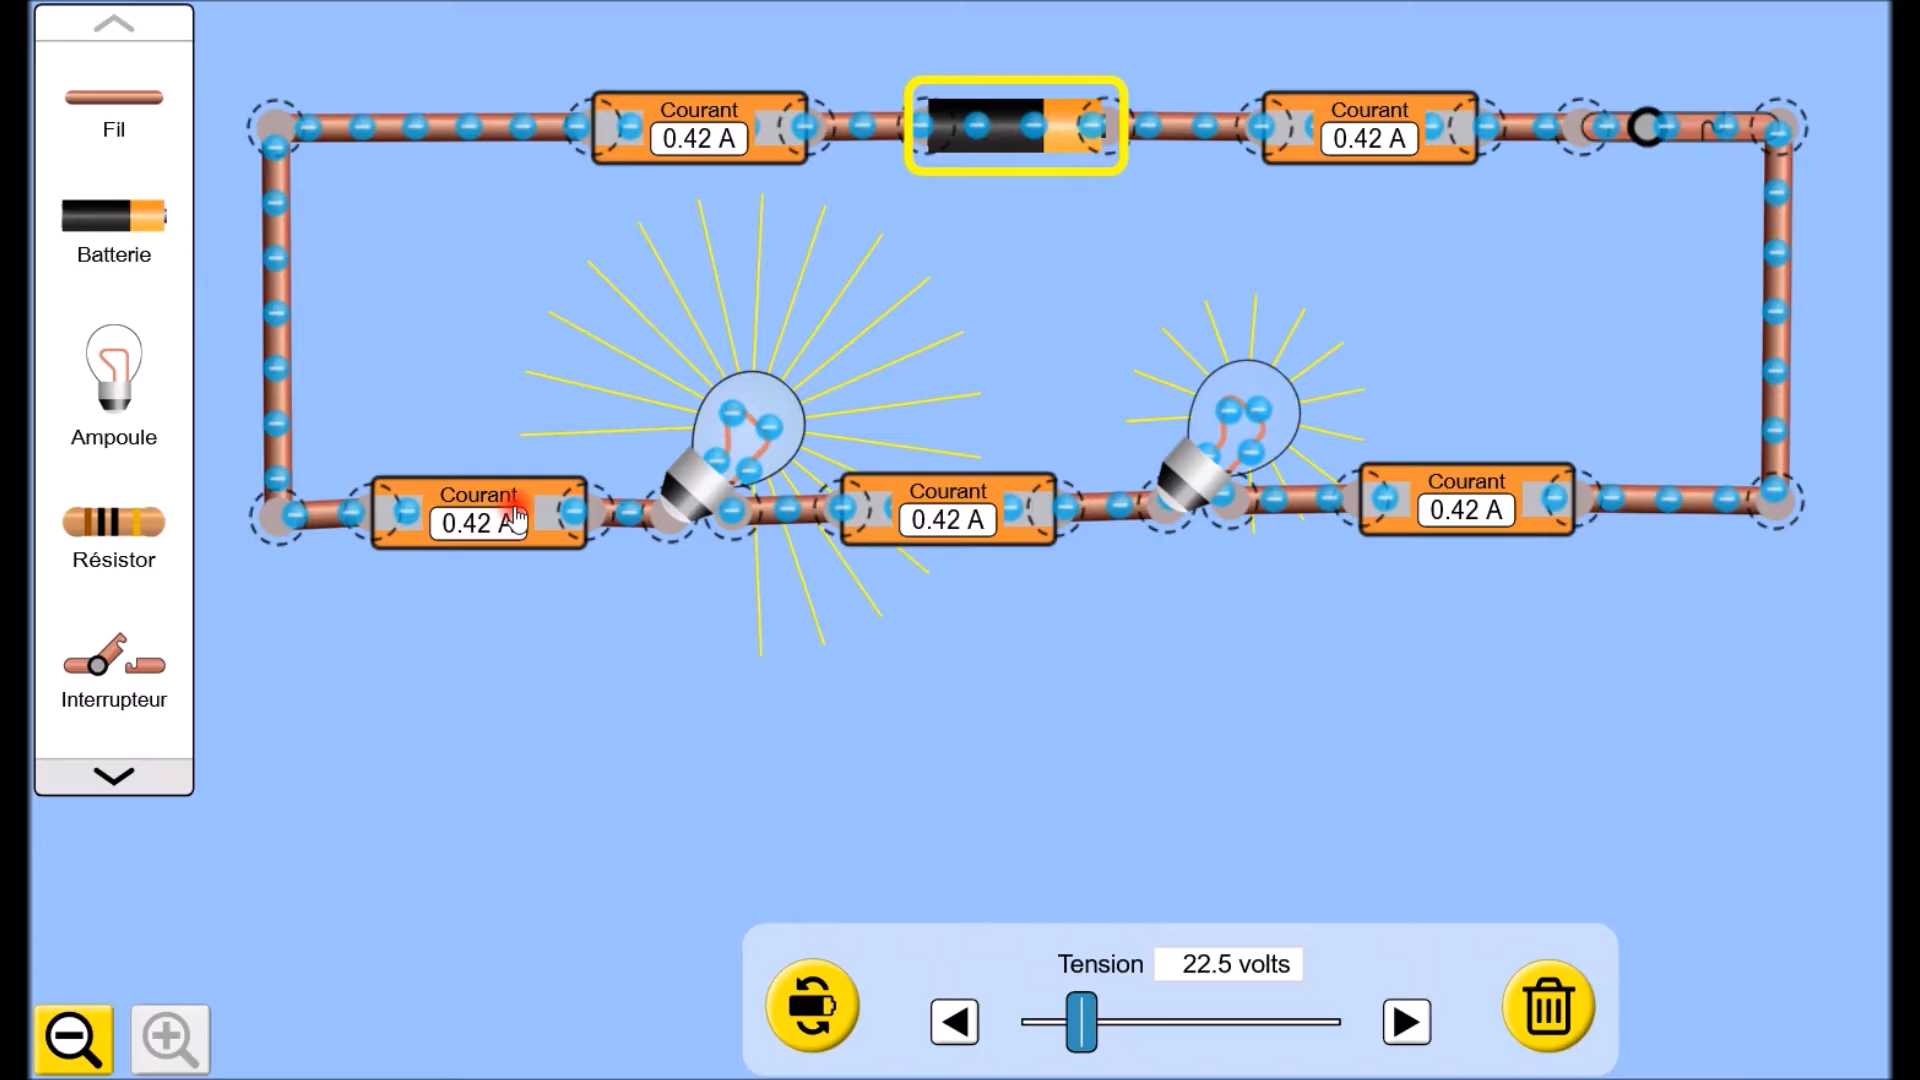 Fil
Batterie
Ampoule
Résistor
Interrupteur
Courant
0.42 A
Courant
0.42 A
Courant
0.42 A
Courant
0.42 A
Courant
0.42 A
Tension 22.5 volts